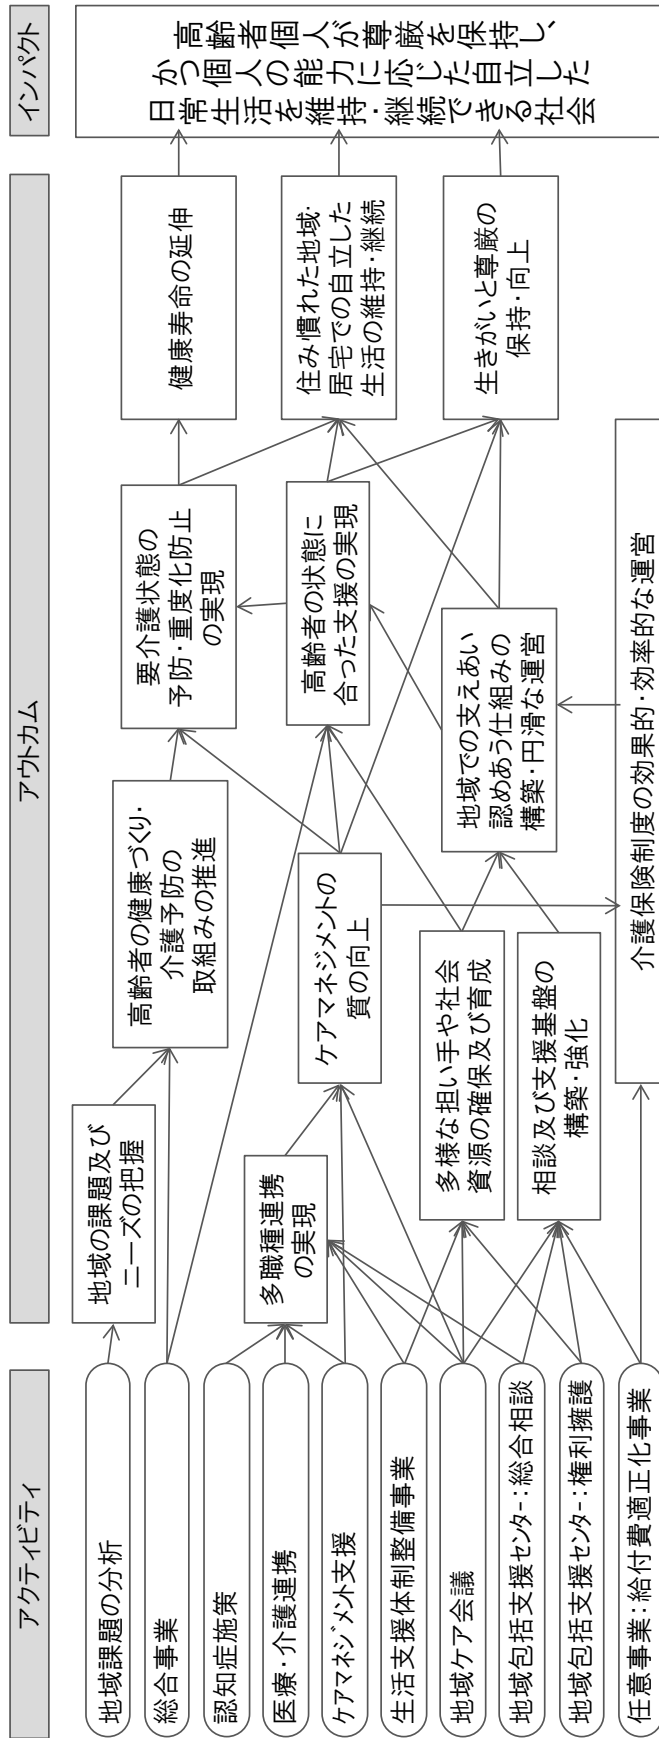 アクティビティ
アウトカム
インパクト
地域課題の分析
総合事業
認知症施策
医療・介護連携
ケアマネジメント支援
生活支援体制整備事業
地域ケア会議
地域包括支援センター：総合相談
地域包括支援センター：権利擁護
任意事業：給付費適正化事業
地域の課題及び
ニーズの把握
多職種連携
の実現
高齢者の健康づくり・
介護予防の
取組みの推進
ケアマネジメントの
質の向上
多様な担い手や社会
資源の確保及び育成
相談及び支援基盤の
構築・強化
要介護状態の
予防・重度化防止
の実現
高齢者の状態に
合った支援の実現
地域での支えあい
認めあう仕組みの
構築・円滑な運営
介護保険制度の効果的・効率的な運営
健康寿命の延伸
住み慣れた地域・
居宅での自立した
生活の維持・継続
生きがいと尊厳の
保持・向上
高齢者個人が尊厳を保持し、
かつ個人の能力に応じた自立した
日常生活を維持・継続できる社会